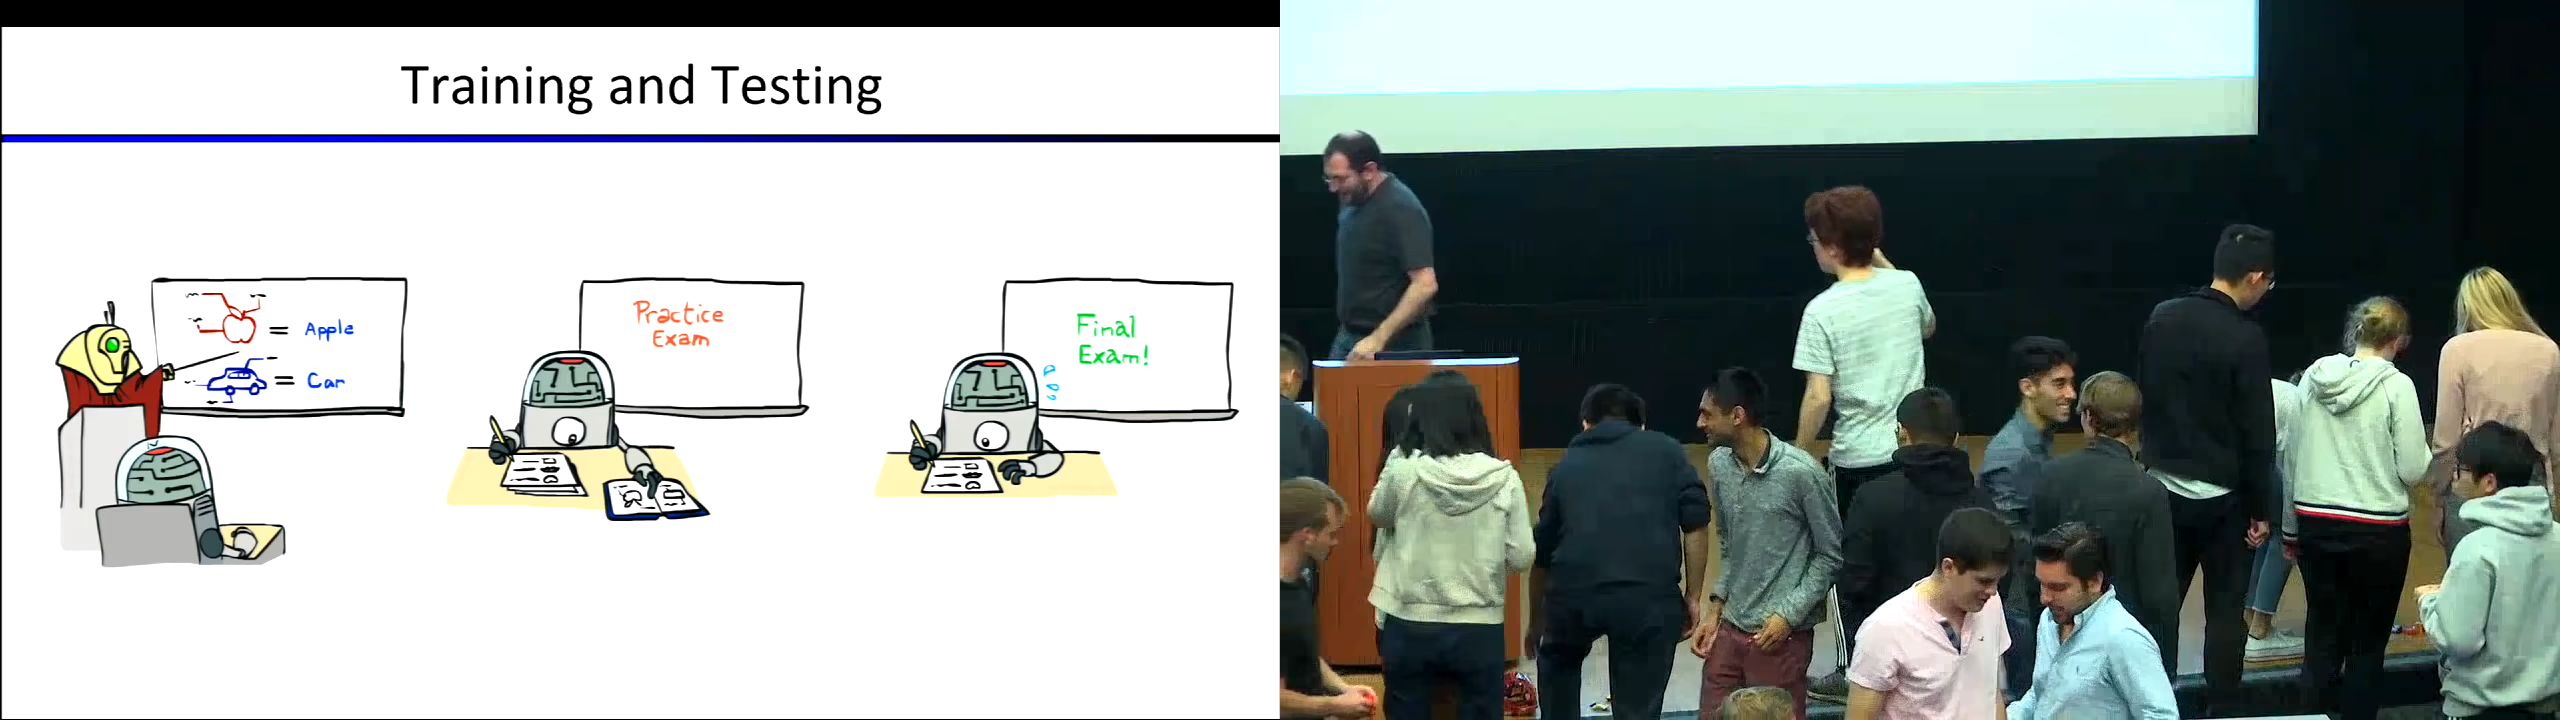 Training and Testing
= Apple
= Car
Practice
Exam
Final
Exam!